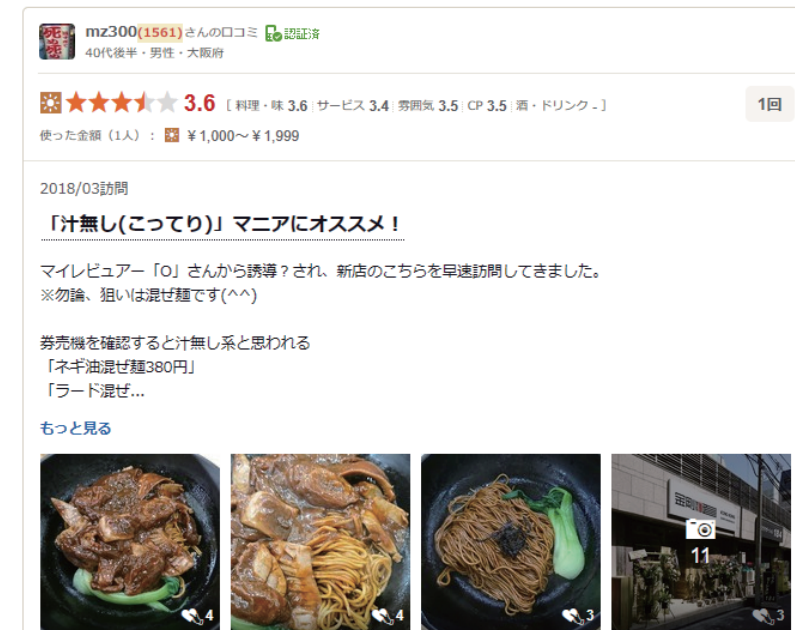 mz300(1561)さんの口コミ 認証済
40代後半・男性・大阪府
3.6 [ 料理・味 3.6 サービス 3.4 雰囲気 3.5 CP 3.5 酒・ドリンク - ]
1回
使った金額（1人）： ￥1,000～￥1,999
2018/03訪問
「汁無し(こってり)」マニアにオススメ！
マイレビュアー「O」さんから誘導？され、新店のこちらを早速訪問してきました。
※勿論、狙いは混ぜ麺です(^^)
券売機を確認すると汁無し系と思われる
「ネギ油混ぜ麺380円」
「ラード混ぜ...
もっと見る
11
4
4
3
3